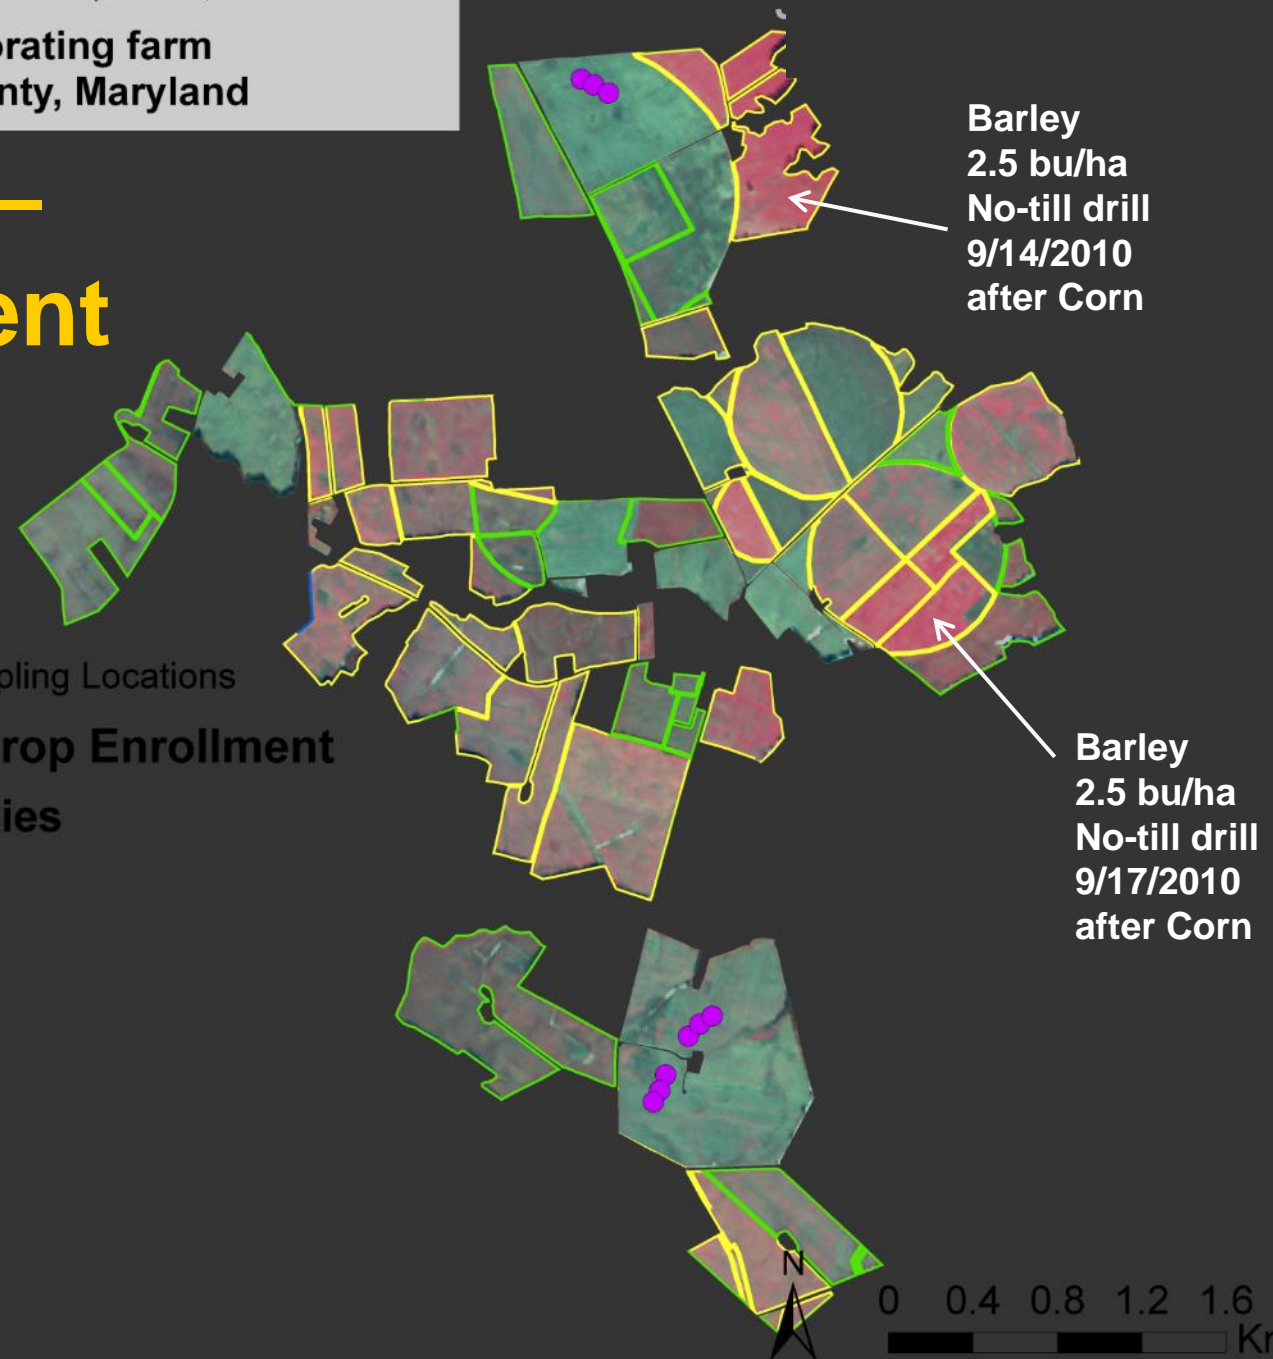 orating farm
nty, Maryland
ent
Barley
2.5 bu/ha
No-till drill
9/14/2010
after Corn
pling Locations
rop Enrollment
ies
Barley
2.5 bu/ha
No-till drill
9/17/2010
after Corn
N
0 0.4 0.8 1.2 1.6